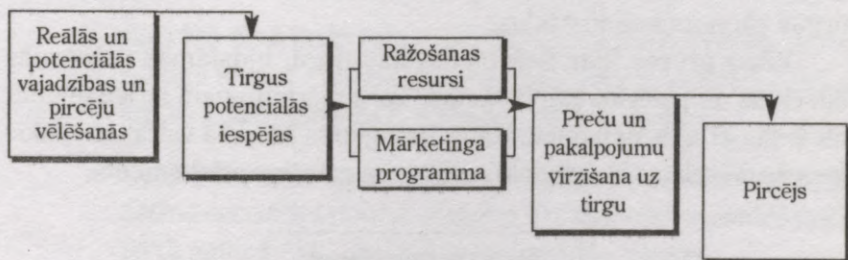 Reālās un
potenciālās
vajadzības un
pircēju
vēlēšanās
Tirgus
potenciālās
iespējas
Ražošanas
resursi
Mārketinga
programma
Preču un
pakalpojumu
virzīšana uz
tirgu
Pircējs